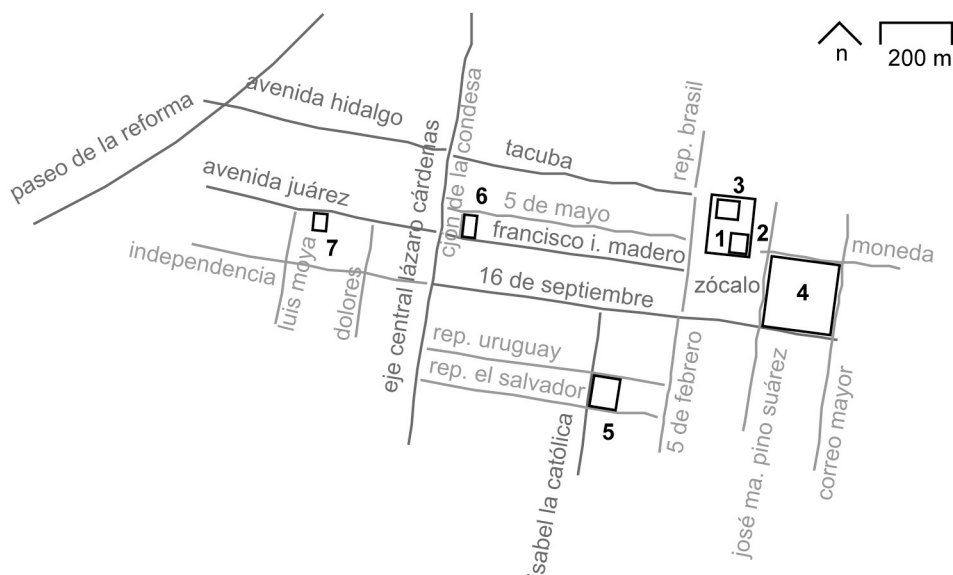 n
200 m
paseo de la reforma
avenida hidalgo
eje central lázaro cárdenas
cjón de la condesa
tacuba
rep. brasil
avenida juárez
6
5 de mayo
3
1
2
francisco i. madero
moneda
independencia
luis moya
7
dolores
16 de septiembre
zócalo
4
rep. uruguay
rep. el salvador
5
isabel la católica
5 de febrero
josé ma. pino suárez
correo mayor